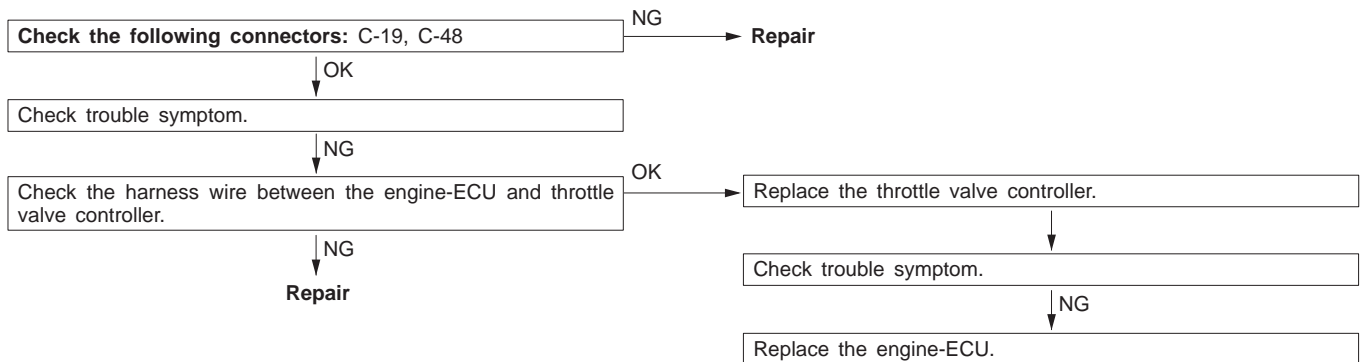 Check the following connectors: C-19, C-48
NG
Repair
OK
Check trouble symptom.
NG
Check the harness wire between the engine-ECU and throttle
valve controller.
OK
Replace the throttle valve controller.
NG
Repair
Check trouble symptom.
NG
Replace the engine-ECU.